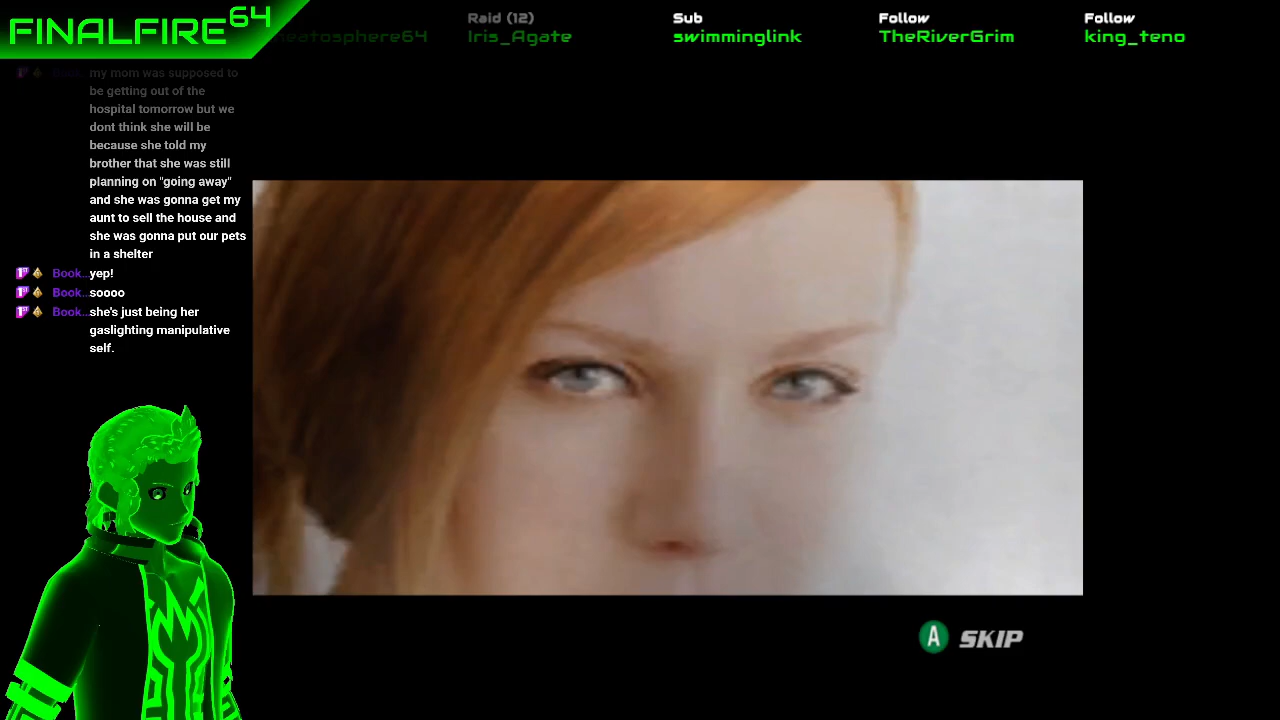 FINALFIRE64
eatosphere64
Raid (12)
Iris_Agate
Sub
swimminglink
Follow
TheRiverGrim
Follow
king_teno
my mom was supposed to
be getting out of the
hospital tomorrow but we
dont think she will be
because she told my
brother that she was still
planning on "going away"
and she was gonna get my
aunt to sell the house and
she was gonna put our pets
in a shelter
Book... yep!
Book... soooo
Book... she's just being her
gaslighting manipulative
self.
A SKIP